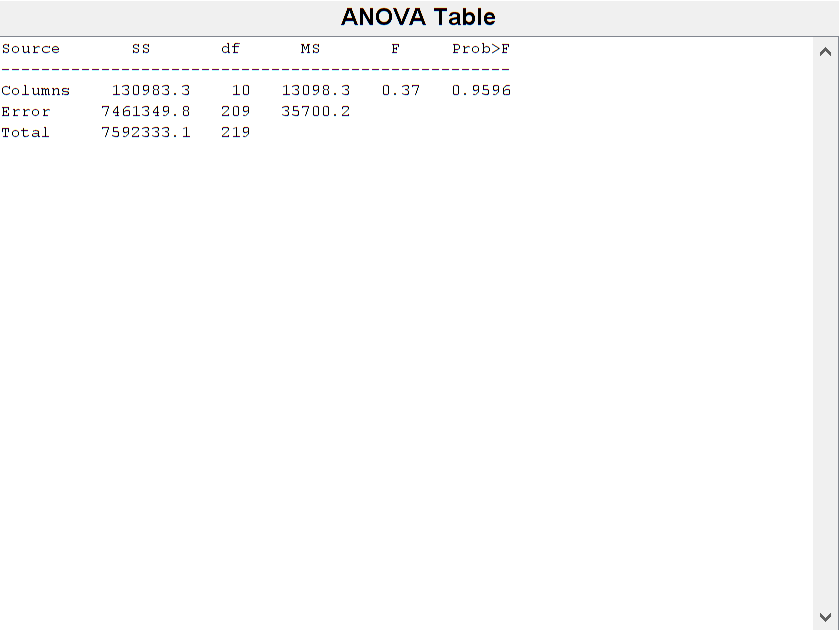 ANOVA Table
Source SS df MS F Prob>F
---------------------------------------------------
Columns 130983.3 10 13098.3 0.37 0.9596
Error 7461349.8 209 35700.2
Total 7592333.1 219